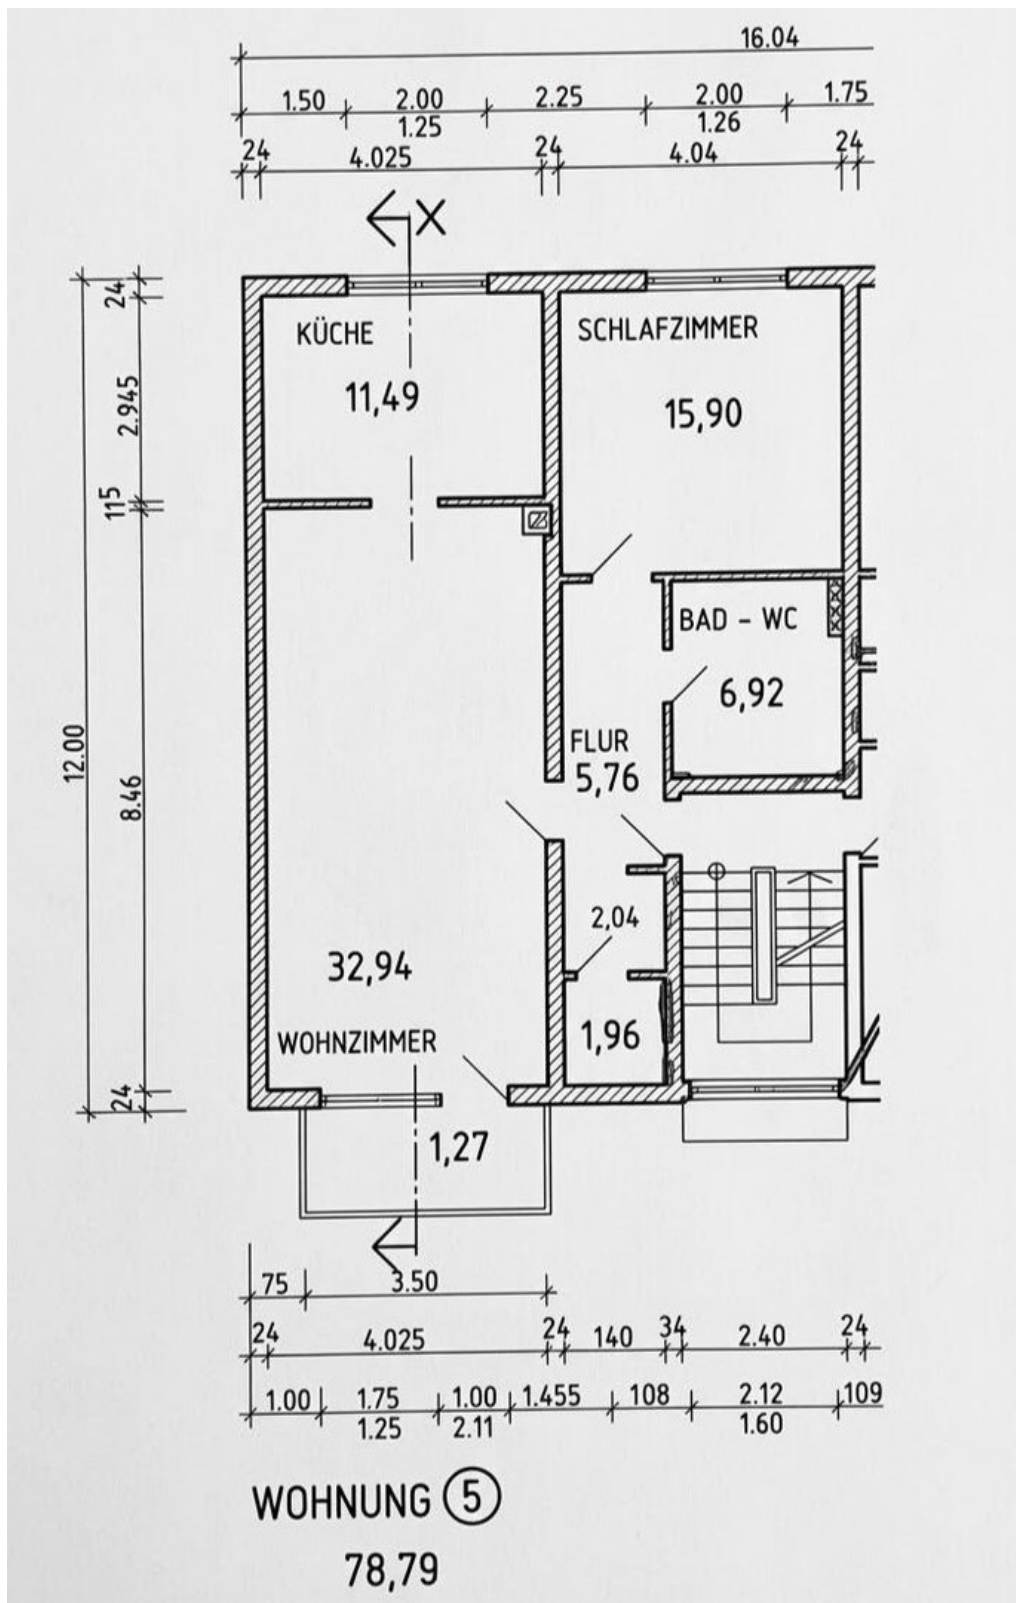 16.04
1.50 2.00 2.25 2.00 1.75
1.25 1.26
24 4.025 24 4.04 24
X
24
2.945
115
8.46
24
12.00
KÜCHE
11,49
SCHLAFZIMMER
15,90
BAD - WC
6,92
FLUR
5,76
2,04
32,94
WOHNZIMMER
1,96
1,27
75 3.50
24 4.025 24 140 34 2.40 24
1.00 1.75 1.00 1.455 108 2.12 109
1.25 2.11 1.60
WOHNUNG 5
78,79